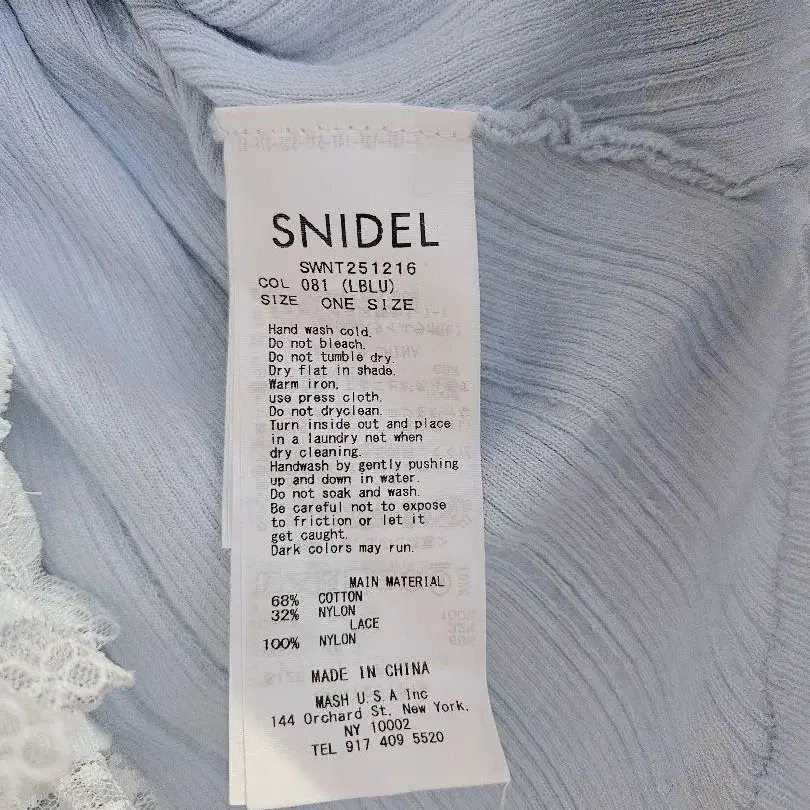 SNIDEL
SWNT251216
COL 081 (LBLU)
SIZE ONE SIZE
Hand wash cold.
Do not bleach.
Do not tumble dry.
Dry flat in shade.
Warm iron,
use press cloth.
Do not dryclean.
Turn inside out and place
in a laundry net when
dry cleaning.
Handwash by gently pushing
up and down in water.
Do not soak and wash.
Be careful not to expose
to friction or let it
get caught.
Dark colors may run.
MAIN MATERIAL
68% COTTON
32% NYLON
LACE
100% NYLON
MADE IN CHINA
MASH U.S.A Inc
144 Orchard St, New York,
NY 10002
TEL 917 409 5520